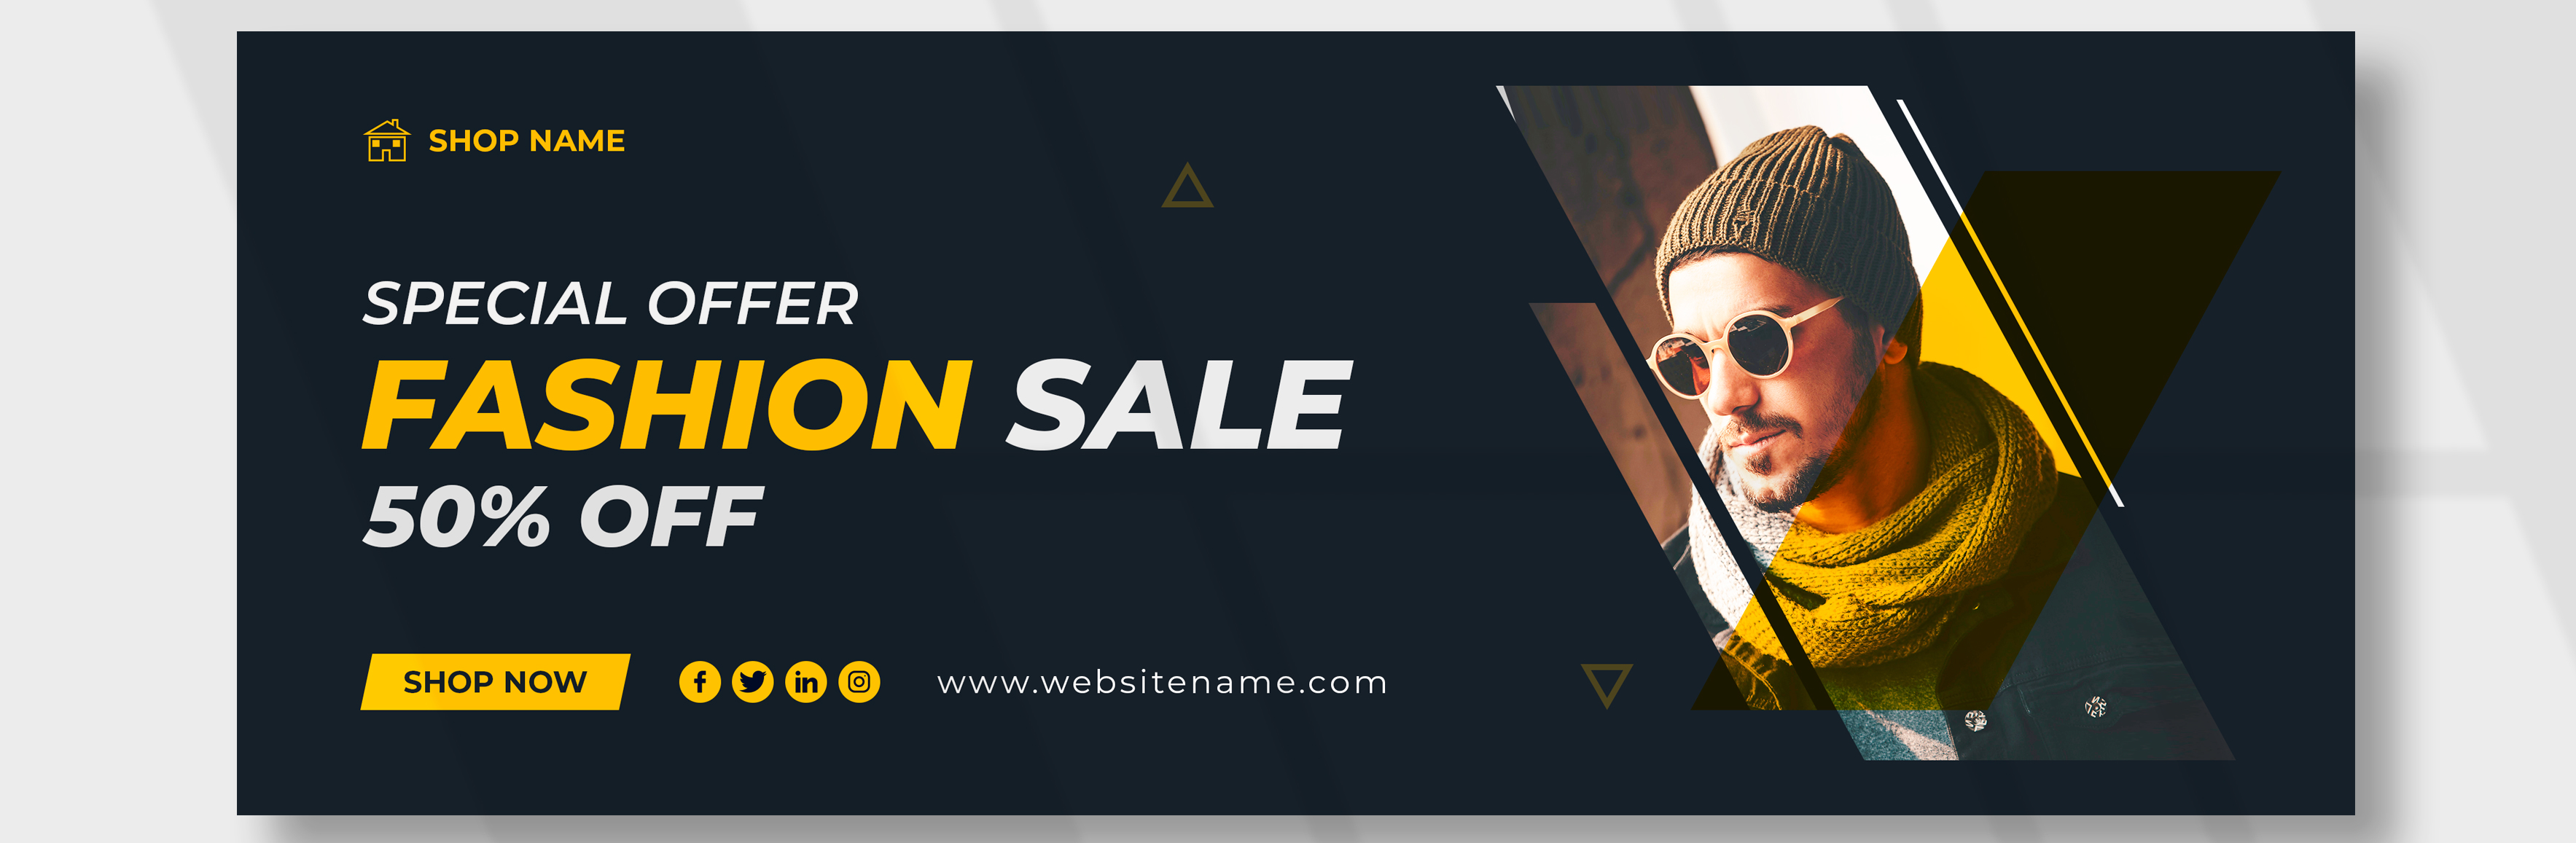 SHOP NAME
SPECIAL OFFER
FASHION SALE
50% OFF
SHOP NOW
www.websitename.com